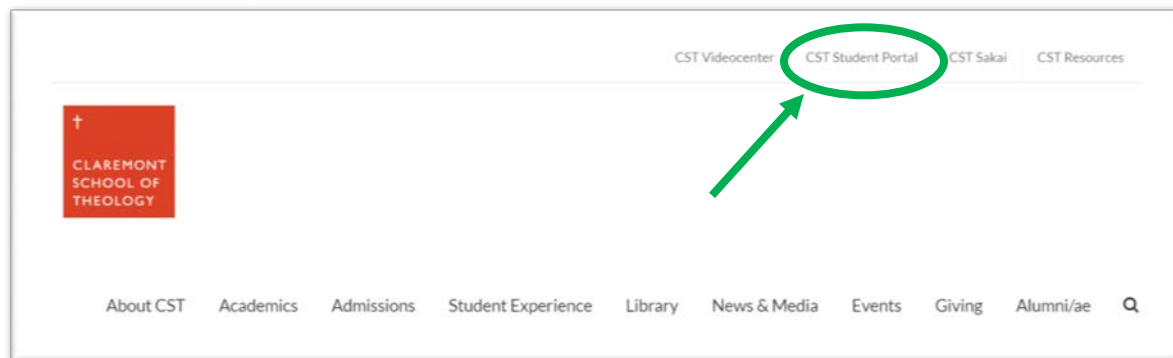 CST Videocenter CST Student Portal CST Sakai CST Resources
CLAREMONT
SCHOOL OF
THEOLOGY
About CST Academics Admissions Student Experience Library News & Media Events Giving Alumni/ae